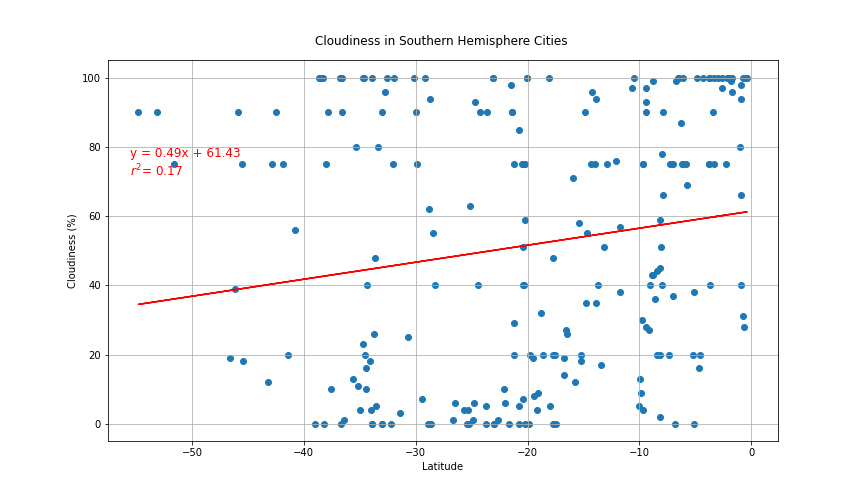 Cloudiness in Southern Hemisphere Cities
100
80
60
40
20
0
Cloudiness (%)
y = 0.49x + 61.43
r²= 0.17
−50
−40
−30
−20
−10
0
Latitude